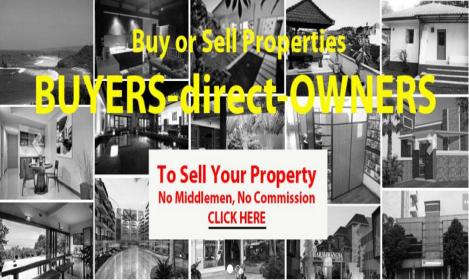 Buy or Sell Properties
BUYERS-direct-OWNERS
To Sell Your Property
No Middlemen, No Commission
CLICK HERE